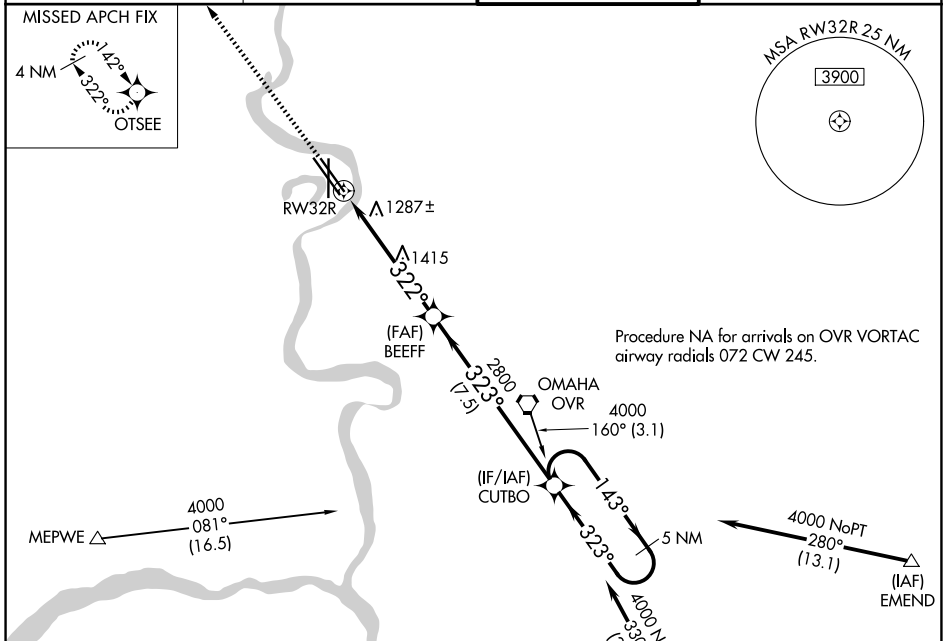 MISSED APCH FIX
4 NM
142°
322°
OTSEE
MSA RW32R 25 NM
3900
RW32R
1287±
1415
322°
(FAF)
BEEFF
Procedure NA for arrivals on OVR VORTAC
airway radials 072 CW 245.
2800
323°
(7.5)
OMAHA
OVR
4000
160° (3.1)
(IF/IAF)
CUTBO
143°
323°
5 NM
MEPWE
4000
081°
(16.5)
4000 NoPT
280°
(13.1)
(IAF)
EMEND
4000 N